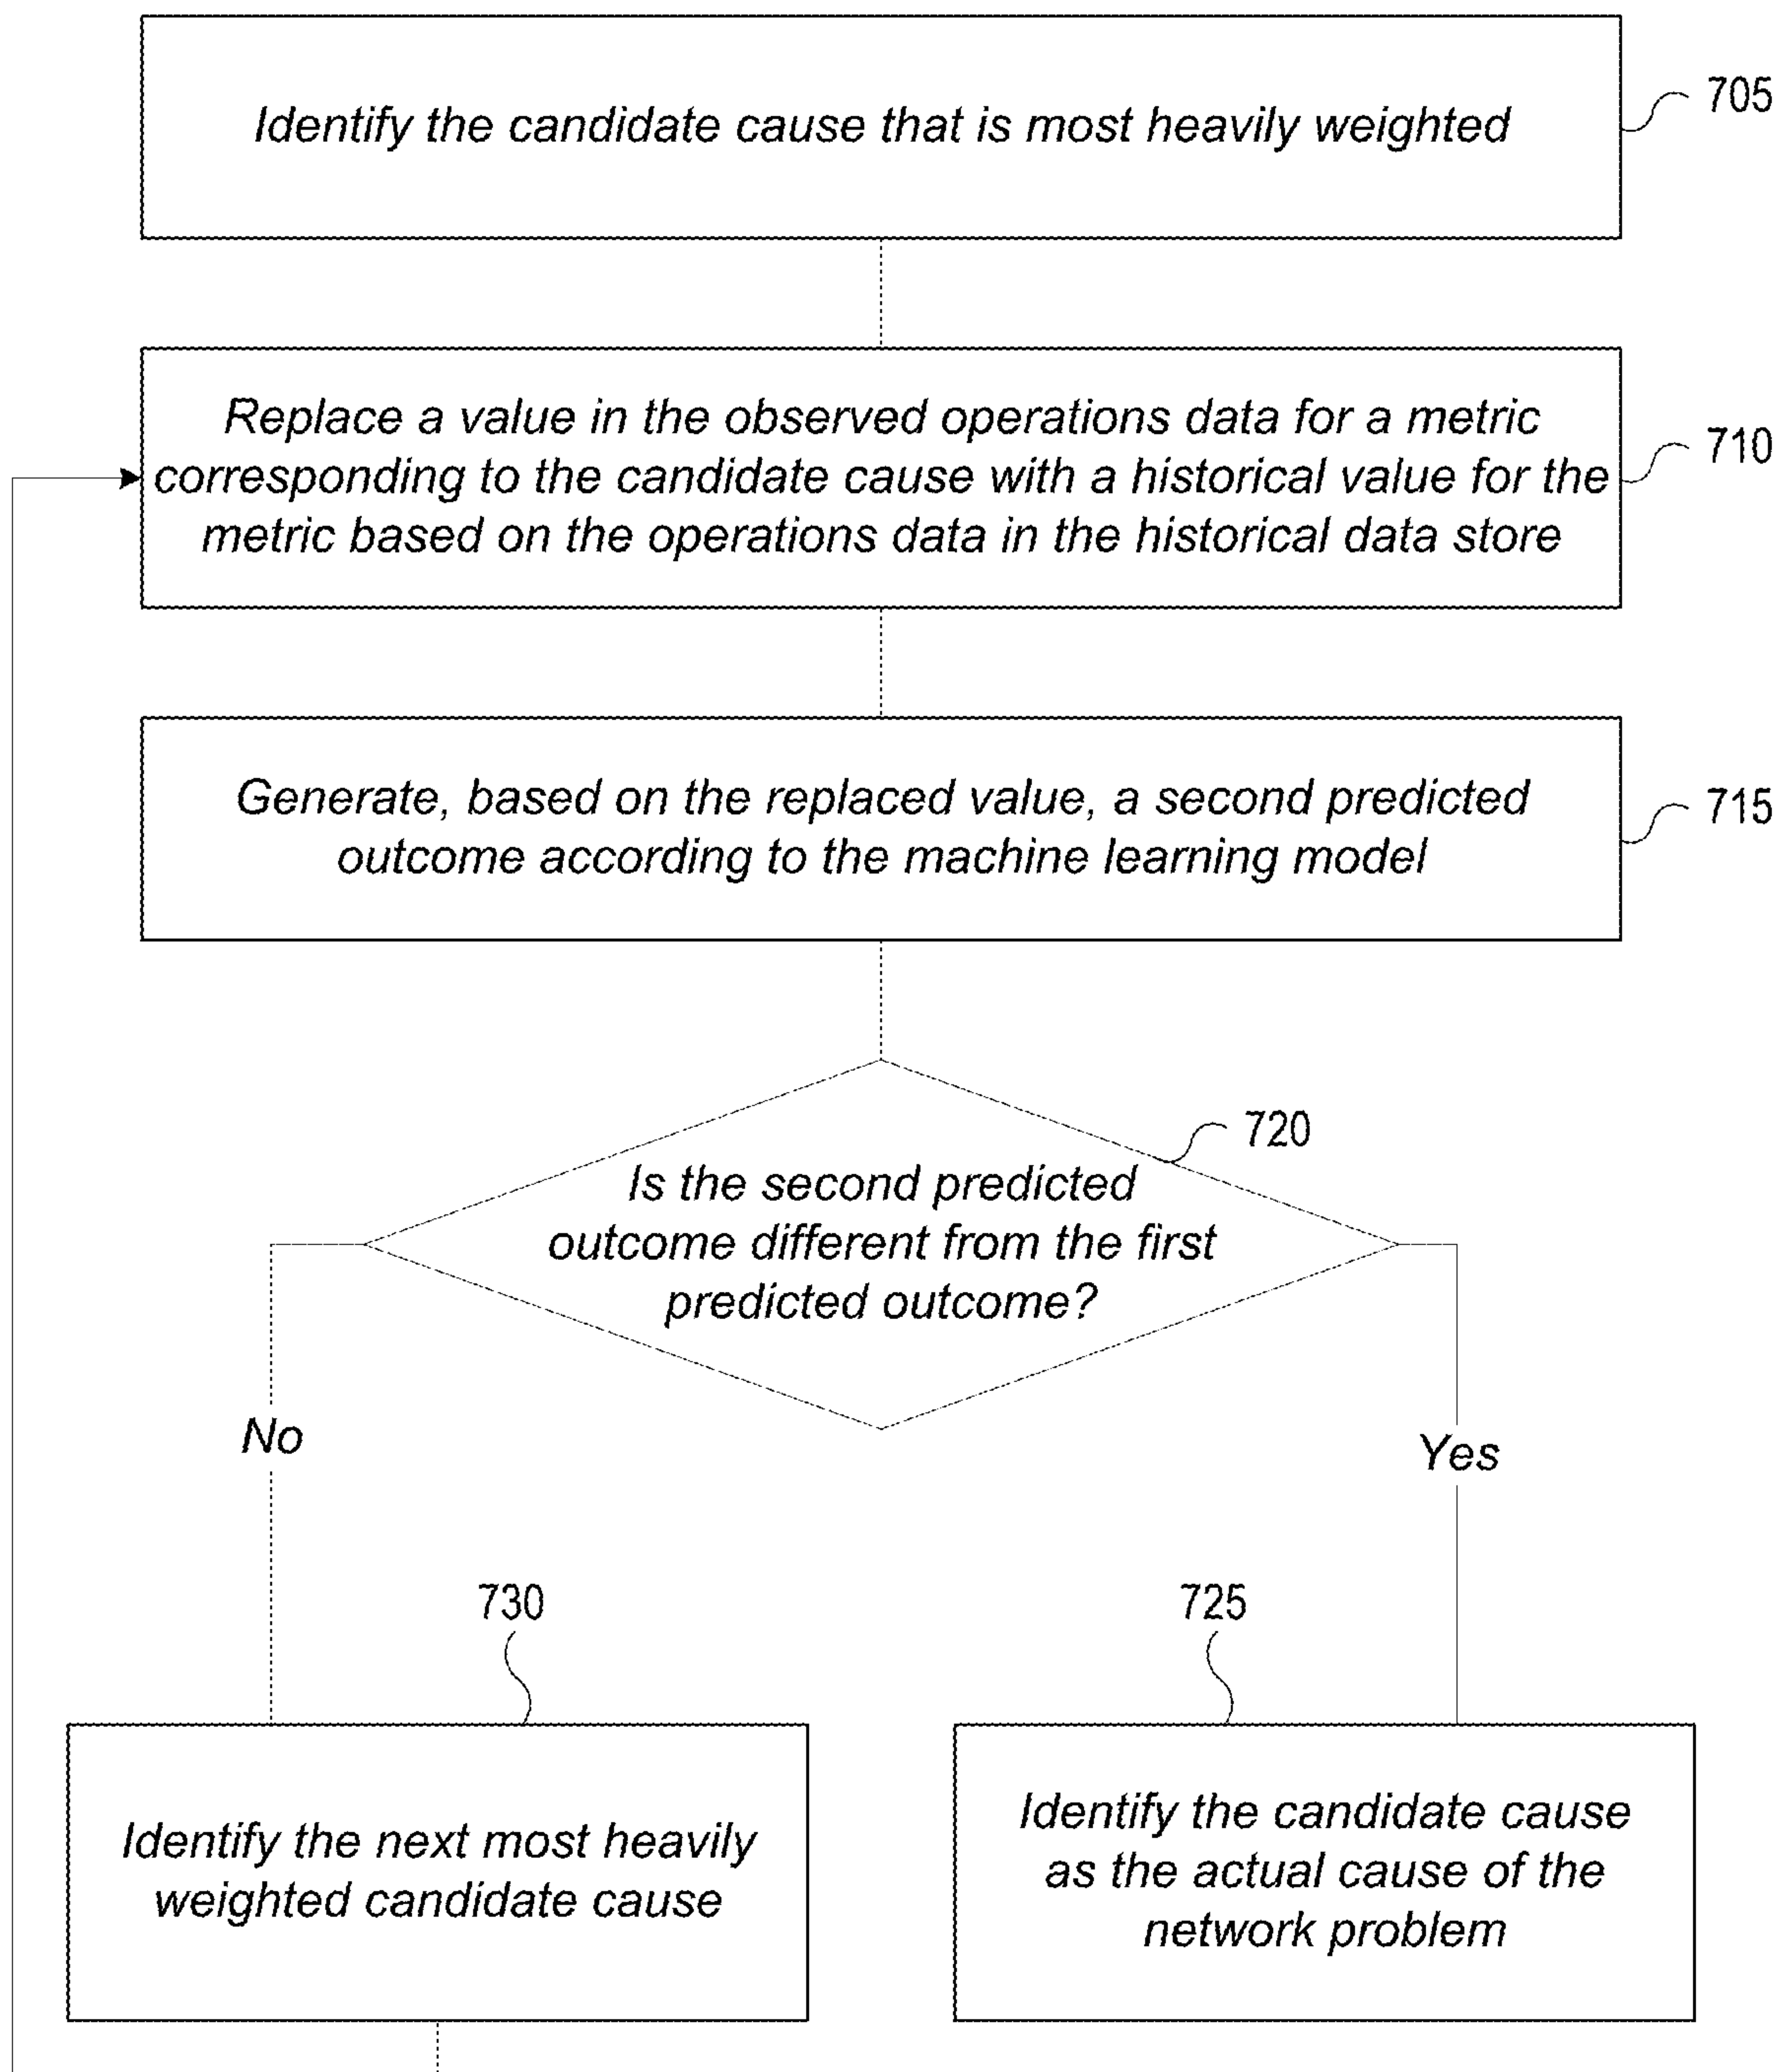 Identify the candidate cause that is most heavily weighted
705
Replace a value in the observed operations data for a metric
corresponding to the candidate cause with a historical value for the
metric based on the operations data in the historical data store
710
Generate, based on the replaced value, a second predicted
outcome according to the machine learning model
715
720
Is the second predicted
outcome different from the first
predicted outcome?
No
Yes
730
725
Identify the next most heavily
weighted candidate cause
Identify the candidate cause
as the actual cause of the
network problem